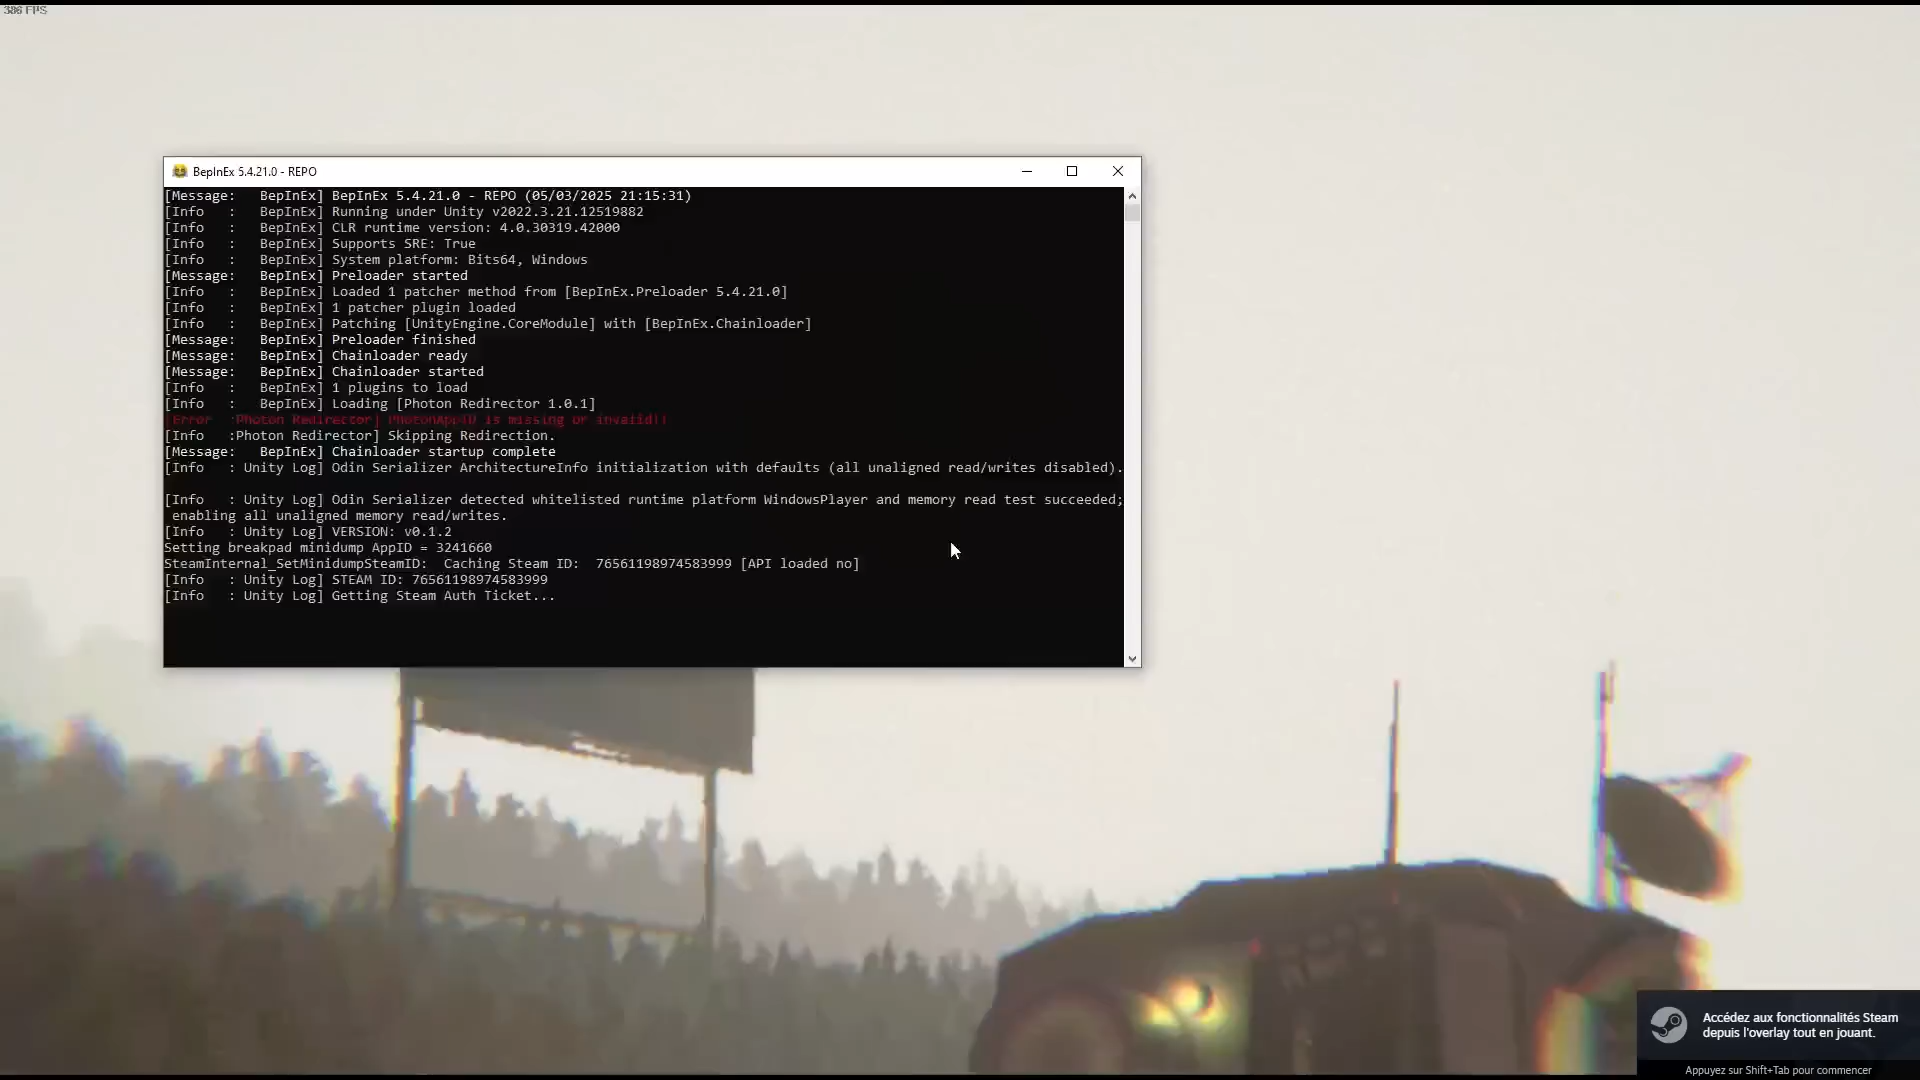 386 FPS
BepInEx 5.4.21.0 - REPO
[Message:   BepInEx] BepInEx 5.4.21.0 - REPO (05/03/2025 21:15:31)
[Info   :   BepInEx] Running under Unity v2022.3.21.12519882
[Info   :   BepInEx] CLR runtime version: 4.0.30319.42000
[Info   :   BepInEx] Supports SRE: True
[Info   :   BepInEx] System platform: Bits64, Windows
[Message:   BepInEx] Preloader started
[Info   :   BepInEx] Loaded 1 patcher method from [BepInEx.Preloader 5.4.21.0]
[Info   :   BepInEx] 1 patcher plugin loaded
[Info   :   BepInEx] Patching [UnityEngine.CoreModule] with [BepInEx.Chainloader]
[Message:   BepInEx] Preloader finished
[Message:   BepInEx] Chainloader ready
[Message:   BepInEx] Chainloader started
[Info   :   BepInEx] 1 plugins to load
[Info   :   BepInEx] Loading [Photon Redirector 1.0.1]
[Error  :Photon Redirector] PhotonAppID is missing or invalid!!
[Info   :Photon Redirector] Skipping Redirection.
[Message:   BepInEx] Chainloader startup complete
[Info   : Unity Log] Odin Serializer ArchitectureInfo initialization with defaults (all unaligned read/writes disabled).
[Info   : Unity Log] Odin Serializer detected whitelisted runtime platform WindowsPlayer and memory read test succeeded;
enabling all unaligned memory read/writes.
[Info   : Unity Log] VERSION: v0.1.2
Setting breakpad minidump AppID = 3241660
SteamInternal_SetMinidumpSteamID:  Caching Steam ID:  76561198974583999 [API loaded no]
[Info   : Unity Log] STEAM ID: 76561198974583999
[Info   : Unity Log] Getting Steam Auth Ticket...
Accédez aux fonctionnalités Steam
depuis l'overlay tout en jouant.
Appuyez sur Shift+Tab pour commencer